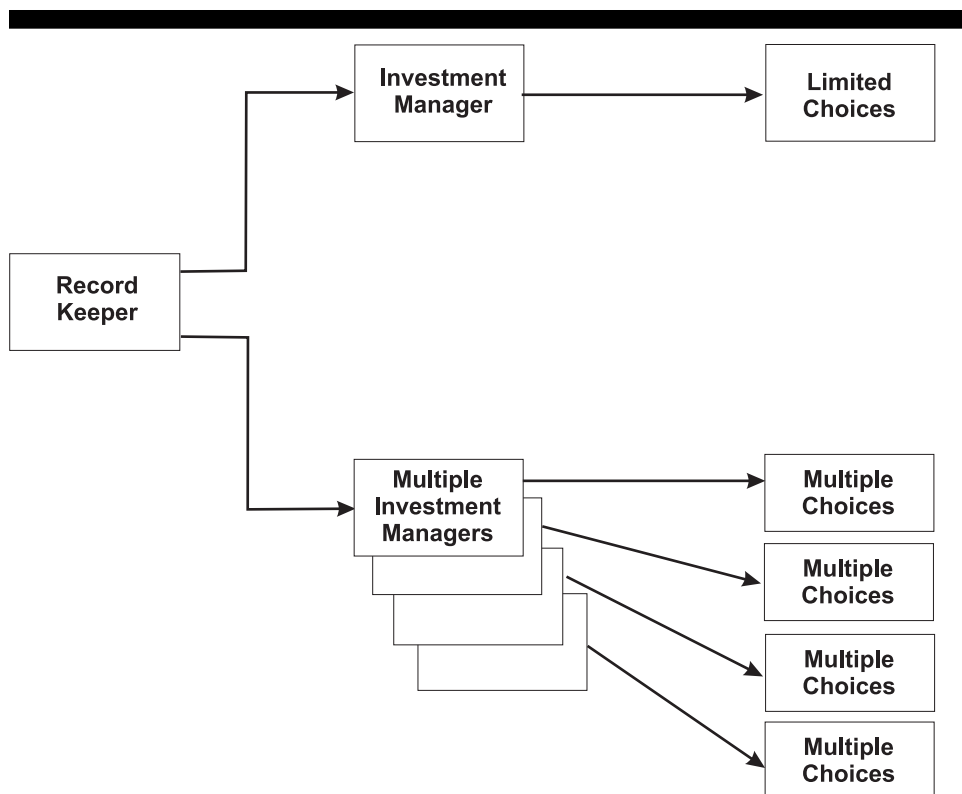 Investment
Manager
Limited
Choices
Record
Keeper
Multiple
Investment
Managers
Multiple
Choices
Multiple
Choices
Multiple
Choices
Multiple
Choices